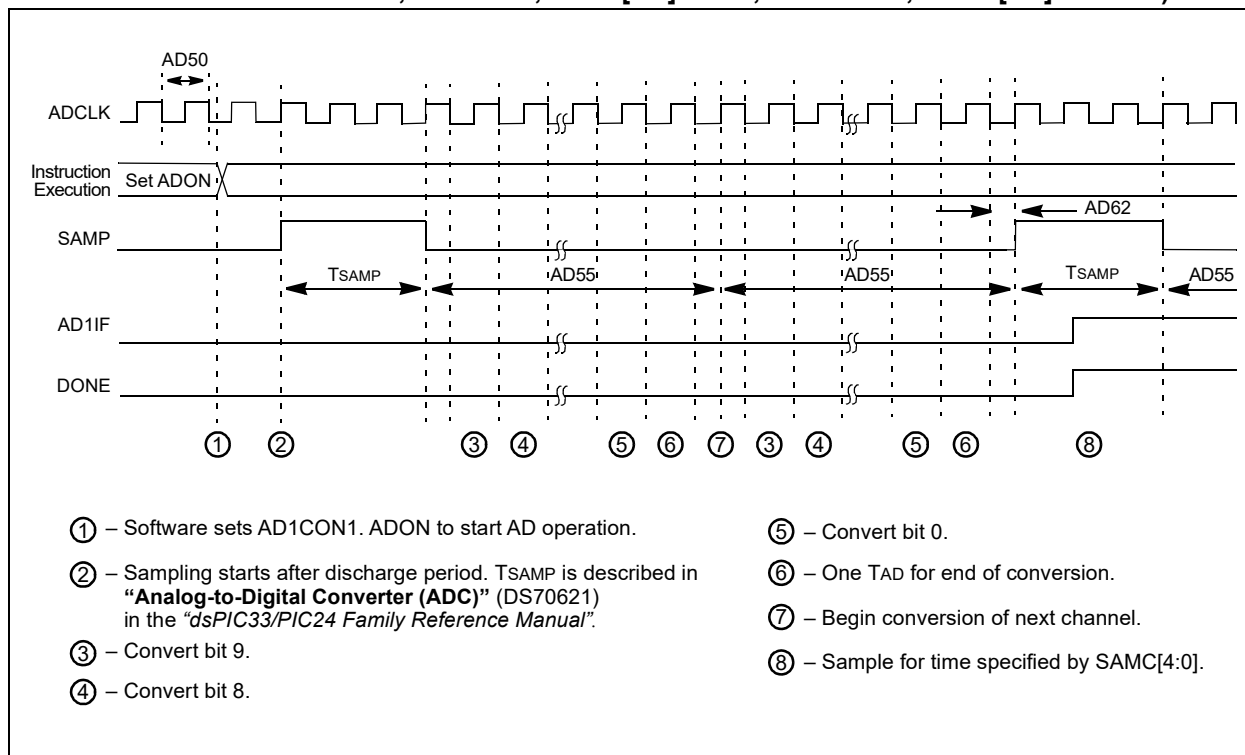 AD50
ADCLK
Instruction
Execution
Set ADON
AD62
SAMP
TSAMP
AD55
AD55
TSAMP
AD55
AD1IF
DONE
1 2 3 4 5 6 7 3 4 5 6 8
① – Software sets AD1CON1. ADON to start AD operation.
② – Sampling starts after discharge period. TSAMP is described in
“Analog-to-Digital Converter (ADC)” (DS70621)
in the “dsPIC33/PIC24 Family Reference Manual”.
③ – Convert bit 9.
④ – Convert bit 8.
⑤ – Convert bit 0.
⑥ – One TAD for end of conversion.
⑦ – Begin conversion of next channel.
⑧ – Sample for time specified by SAMC[4:0].